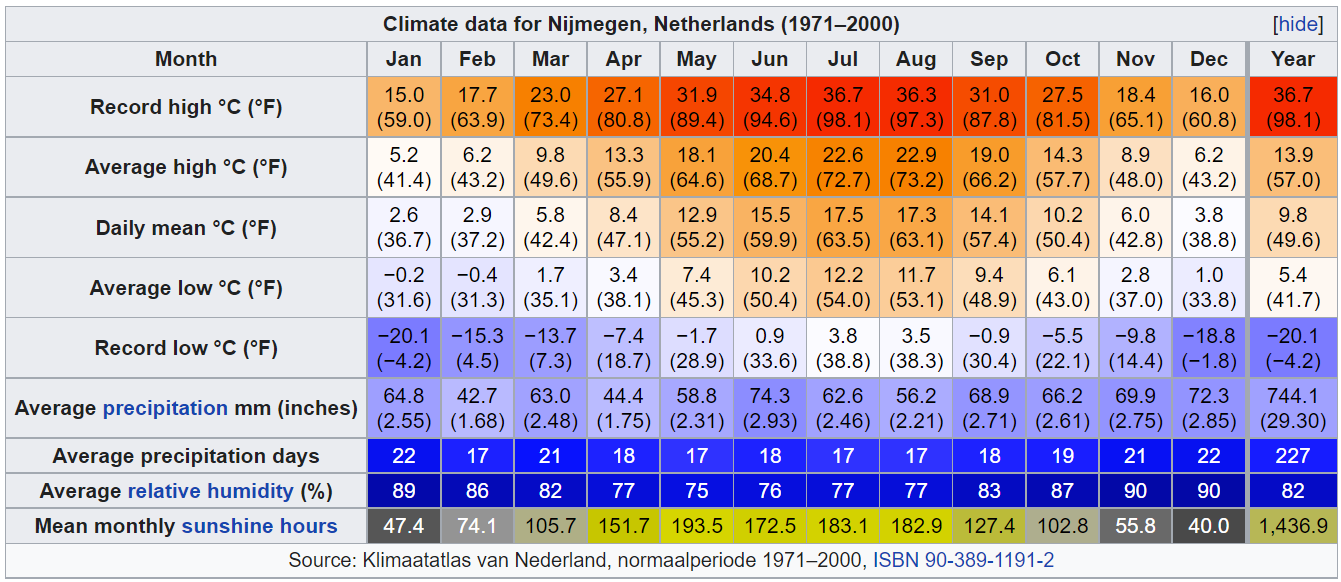 Climate data for Nijmegen, Netherlands (1971–2000) [hide]
Month Jan Feb Mar Apr May Jun Jul Aug Sep Oct Nov Dec Year
Record high °C (°F) 15.0 (59.0) 17.7 (63.9) 23.0 (73.4) 27.1 (80.8) 31.9 (89.4) 34.8 (94.6) 36.7 (98.1) 36.3 (97.3) 31.0 (87.8) 27.5 (81.5) 18.4 (65.1) 16.0 (60.8) 36.7 (98.1)
Average high °C (°F) 5.2 (41.4) 6.2 (43.2) 9.8 (49.6) 13.3 (55.9) 18.1 (64.6) 20.4 (68.7) 22.6 (72.7) 22.9 (73.2) 19.0 (66.2) 14.3 (57.7) 8.9 (48.0) 6.2 (43.2) 13.9 (57.0)
Daily mean °C (°F) 2.6 (36.7) 2.9 (37.2) 5.8 (42.4) 8.4 (47.1) 12.9 (55.2) 15.5 (59.9) 17.5 (63.5) 17.3 (63.1) 14.1 (57.4) 10.2 (50.4) 6.0 (42.8) 3.8 (38.8) 9.8 (49.6)
Average low °C (°F) −0.2 (31.6) −0.4 (31.3) 1.7 (35.1) 3.4 (38.1) 7.4 (45.3) 10.2 (50.4) 12.2 (54.0) 11.7 (53.1) 9.4 (48.9) 6.1 (43.0) 2.8 (37.0) 1.0 (33.8) 5.4 (41.7)
Record low °C (°F) −20.1 (−4.2) −15.3 (4.5) −13.7 (7.3) −7.4 (18.7) −1.7 (28.9) 0.9 (33.6) 3.8 (38.8) 3.5 (38.3) −0.9 (30.4) −5.5 (22.1) −9.8 (14.4) −18.8 (−1.8) −20.1 (−4.2)
Average precipitation mm (inches) 64.8 (2.55) 42.7 (1.68) 63.0 (2.48) 44.4 (1.75) 58.8 (2.31) 74.3 (2.93) 62.6 (2.46) 56.2 (2.21) 68.9 (2.71) 66.2 (2.61) 69.9 (2.75) 72.3 (2.85) 744.1 (29.30)
Average precipitation days 22 17 21 18 17 18 17 17 18 19 21 22 227
Average relative humidity (%) 89 86 82 77 75 76 77 77 83 87 90 90 82
Mean monthly sunshine hours 47.4 74.1 105.7 151.7 193.5 172.5 183.1 182.9 127.4 102.8 55.8 40.0 1,436.9
Source: Klimaatatlas van Nederland, normaalperiode 1971–2000, ISBN 90-389-1191-2